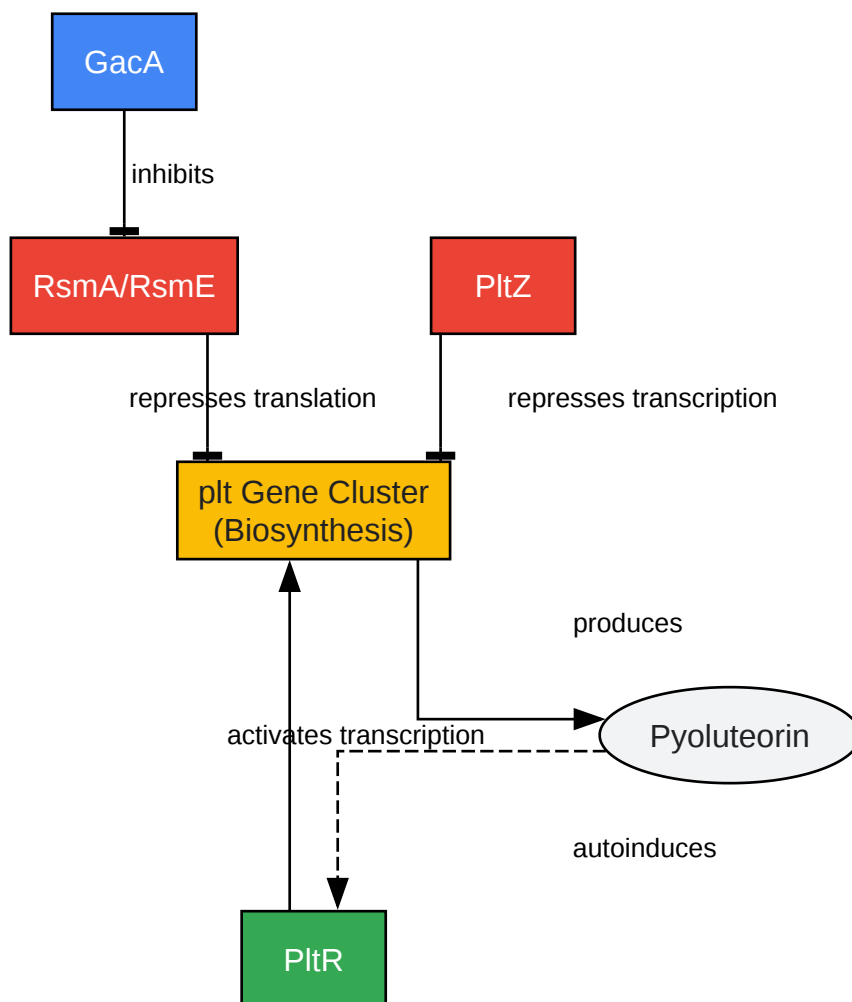 GacA
inhibits
RsmA/RsmE
PltZ
represses translation
represses transcription
plt Gene Cluster
(Biosynthesis)
produces
activates transcription
Pyoluteorin
autoinduces
PltR